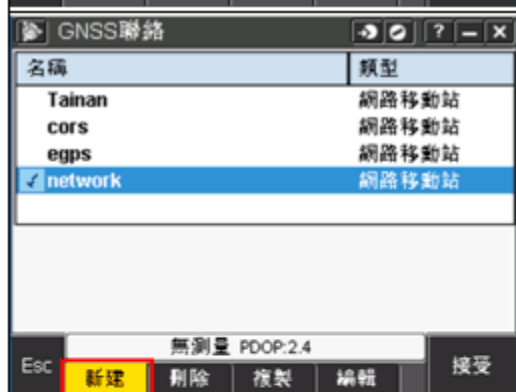 GNSS聯絡 ?
名稱 類型
Tainan 網路移動站
cors 網路移動站
egps 網路移動站
network 網路移動站
無測量 PDOP:2.4
Esc 新建 刪除 複製 編輯 接受